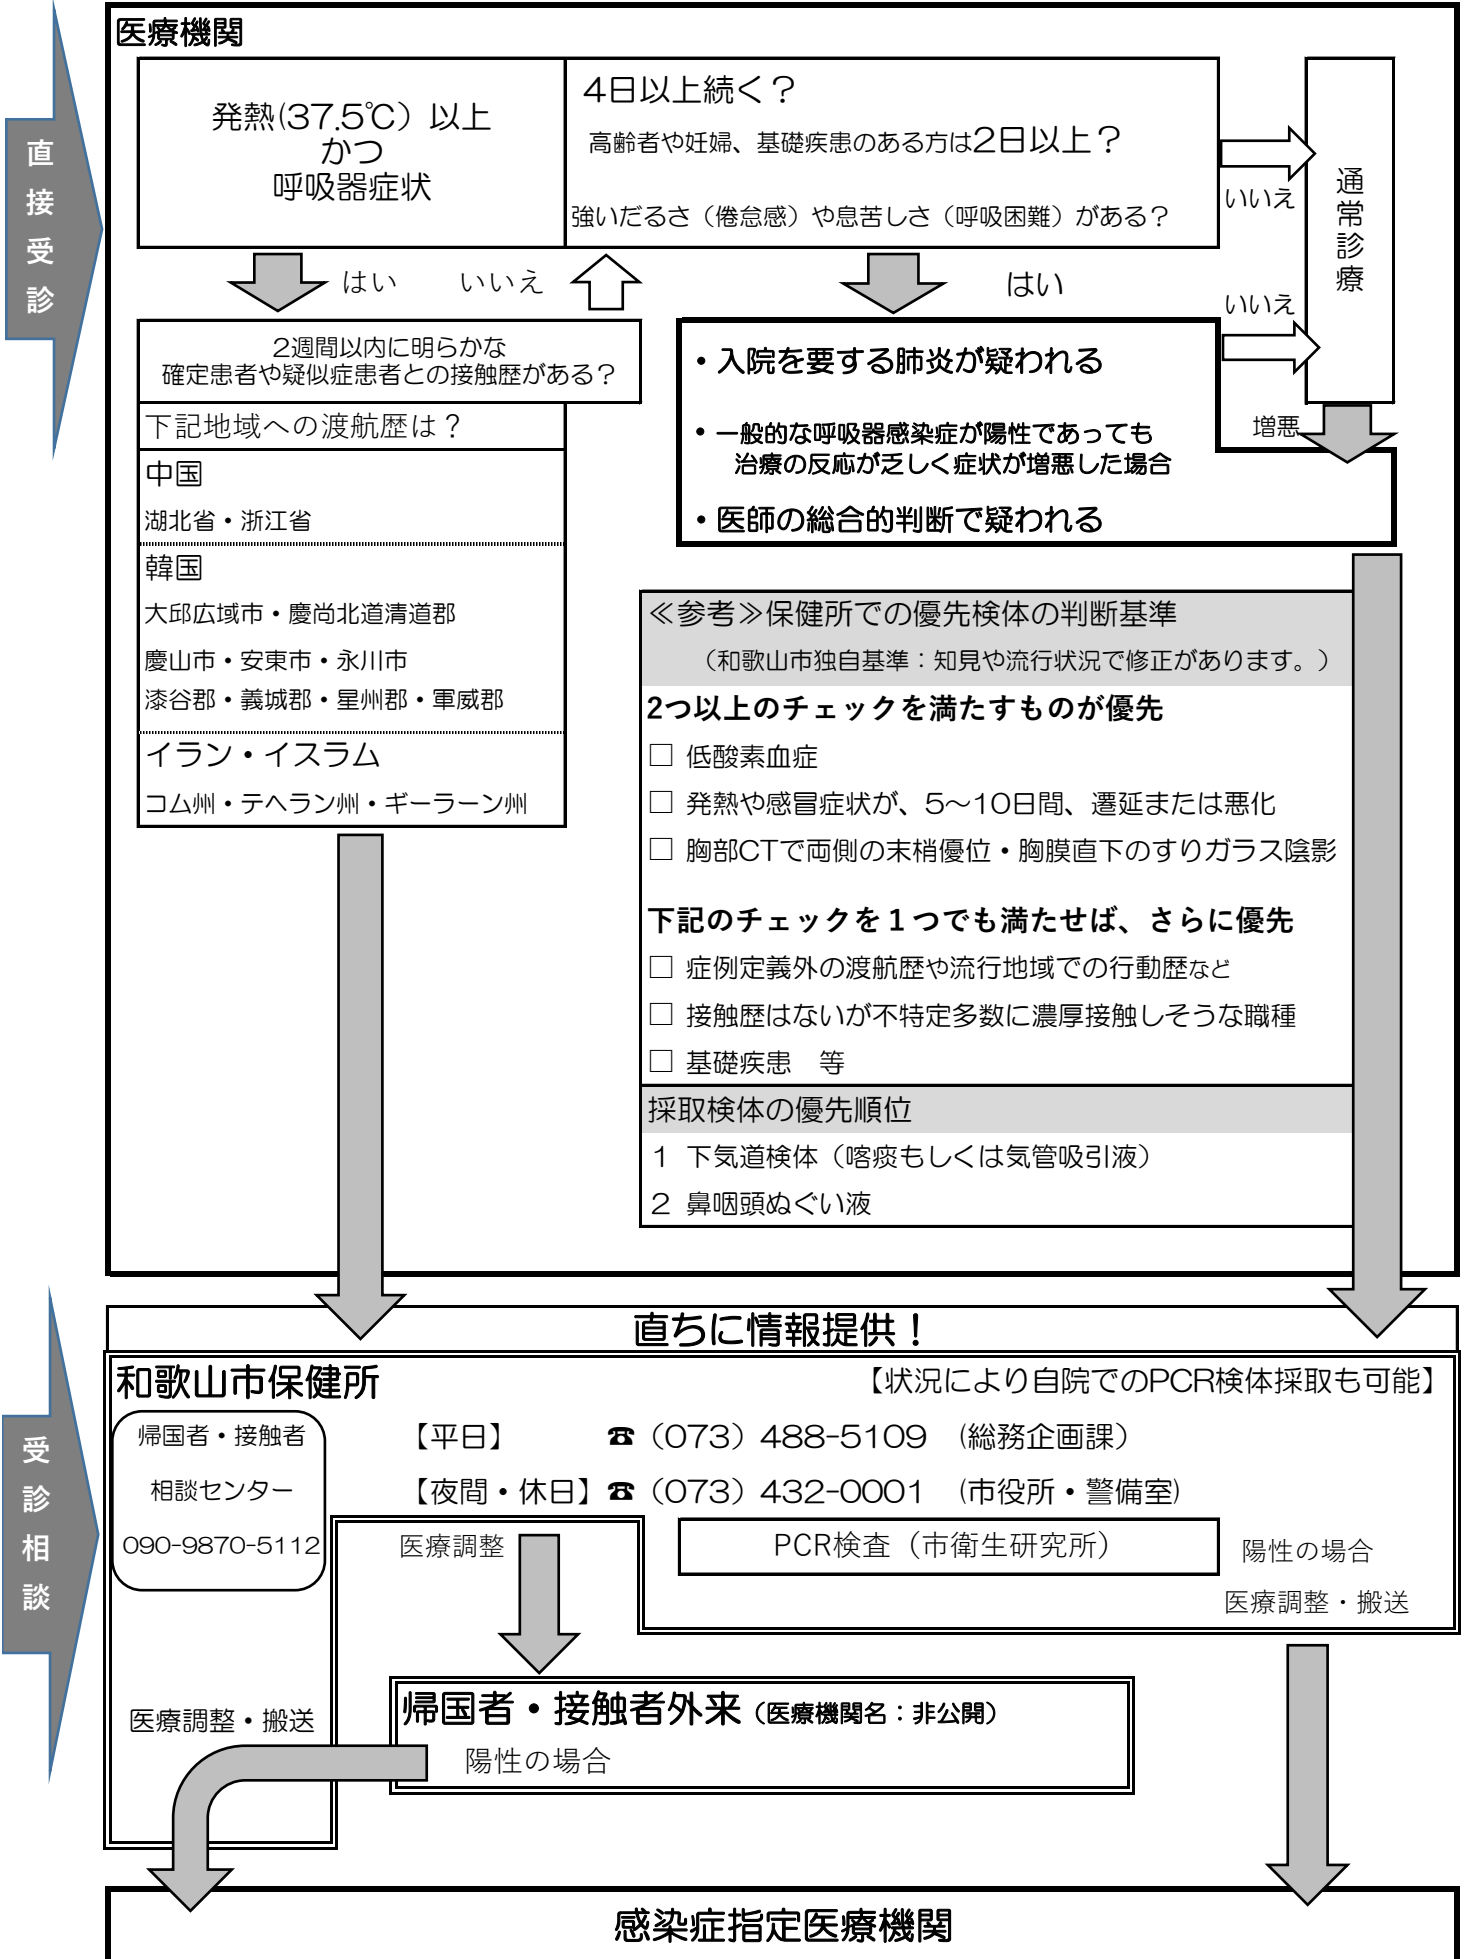 医療機関
直接受診
発熱(37.5℃）以上
かつ
呼吸器症状
4日以上続く？
高齢者や妊婦、基礎疾患のある方は2日以上？
強いだるさ（倦怠感）や息苦しさ（呼吸困難）がある？
いいえ
通常診療
はい
いいえ
はい
いいえ
2週間以内に明らかな
確定患者や疑似症患者との接触歴がある？
下記地域への渡航歴は？
中国
湖北省・浙江省
韓国
大邱広域市・慶尚北道清道郡
慶山市・安東市・永川市
漆谷郡・義城郡・星州郡・軍威郡
イラン・イスラム
コム州・テヘラン州・ギーラーン州
・入院を要する肺炎が疑われる
・一般的な呼吸器感染症が陽性であっても
治療の反応が乏しく症状が増悪した場合
・医師の総合的判断で疑われる
増悪
≪参考≫保健所での優先検体の判断基準
（和歌山市独自基準：知見や流行状況で修正があります。）
2つ以上のチェックを満たすものが優先
□ 低酸素血症
□ 発熱や感冒症状が、5～10日間、遷延または悪化
□ 胸部CTで両側の末梢優位・胸膜直下のすりガラス陰影
下記のチェックを１つでも満たせば、さらに優先
□ 症例定義外の渡航歴や流行地域での行動歴など
□ 接触歴はないが不特定多数に濃厚接触しそうな職種
□ 基礎疾患　等
採取検体の優先順位
1 下気道検体（喀痰もしくは気管吸引液）
2 鼻咽頭ぬぐい液
直ちに情報提供！
受診相談
和歌山市保健所
【状況により自院でのPCR検体採取も可能】
帰国者・接触者
相談センター
090-9870-5112
【平日】 ☎（073）488-5109 (総務企画課）
【夜間・休日】☎（073）432-0001 (市役所・警備室)
医療調整
PCR検査（市衛生研究所）
陽性の場合
医療調整・搬送
帰国者・接触者外来（医療機関名：非公開）
陽性の場合
医療調整・搬送
感染症指定医療機関